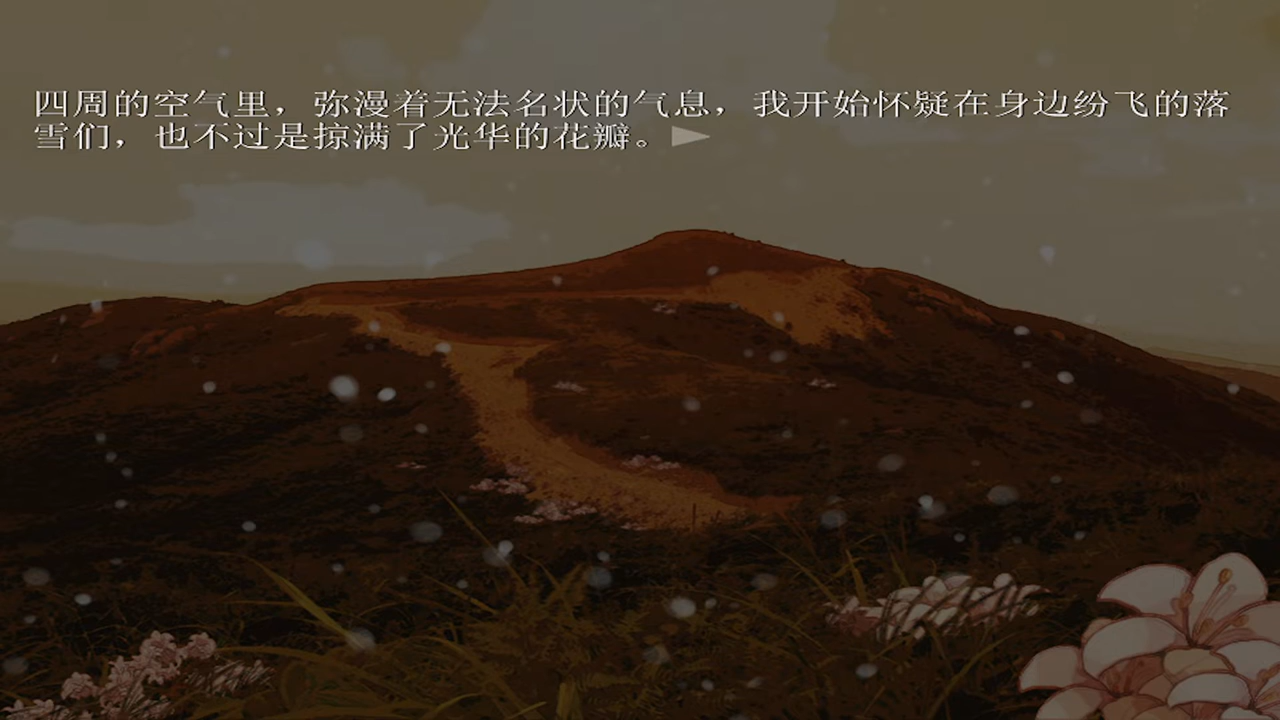 四周的空气里，弥漫着无法名状的气息，我开始怀疑在身边纷飞的落
雪们，也不过是掠满了光华的花瓣。